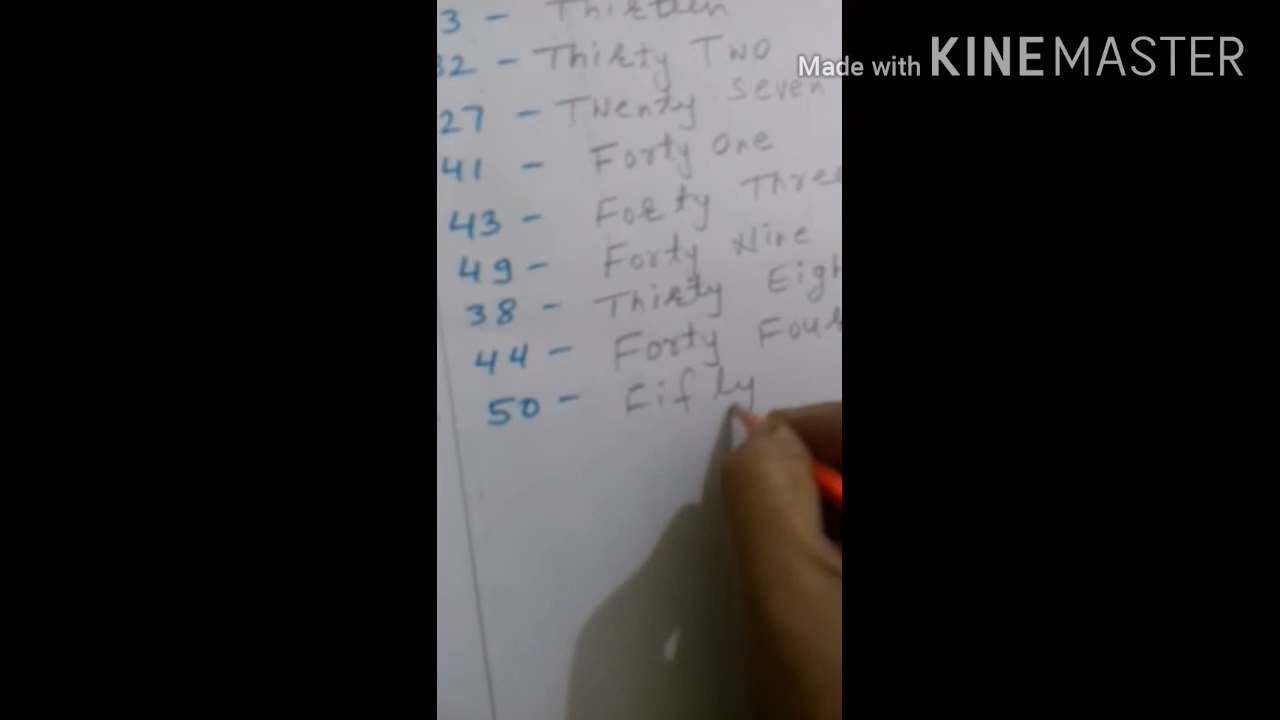 3 - Thirteen
32 - Thirty Two
Made with KINEMASTER
27 - Twenty Seven
41 - Forty One
43 - Forty Three
49 - Forty Nine
38 - Thirty Eigh
44 - Forty Four
50 - Fifty